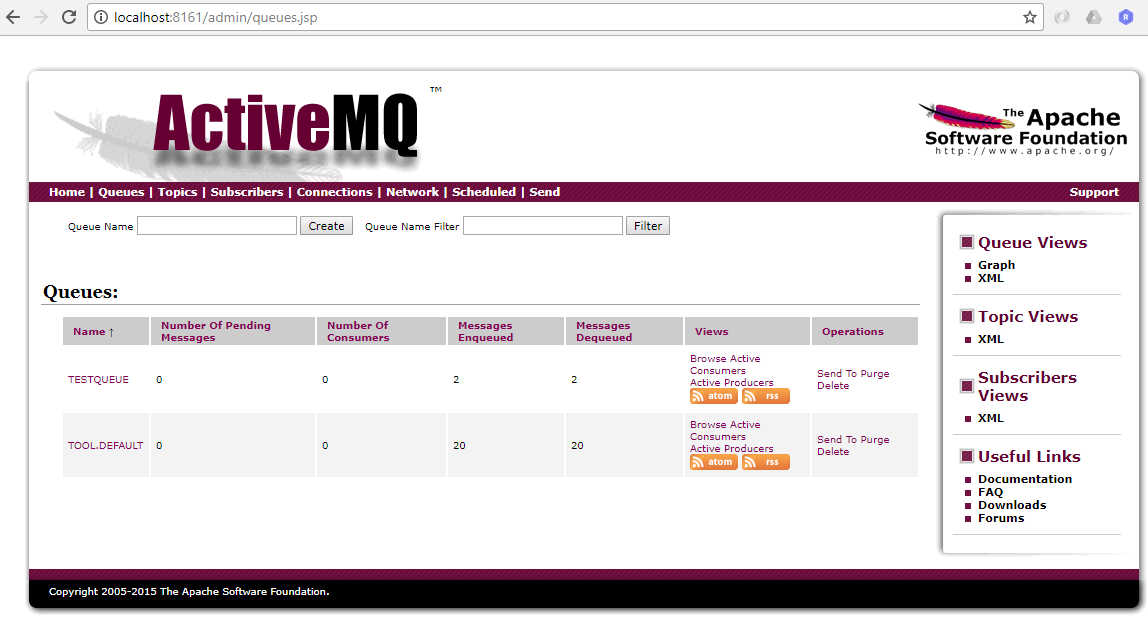 localhost:8161/admin/queues.jsp
ActiveMQ ™
The Apache
Software Foundation
http://www.apache.org/
Home | Queues | Topics | Subscribers | Connections | Network | Scheduled | Send
Support
Queue Name Create Queue Name Filter Filter
Queues:
Name ↑ Number Of Pending Messages Number Of Consumers Messages Enqueued Messages Dequeued Views Operations
TESTQUEUE 0 0 2 2
Browse Active
Consumers
Active Producers
atom rss
Send To Purge
Delete
TOOL.DEFAULT 0 0 20 20
Browse Active
Consumers
Active Producers
atom rss
Send To Purge
Delete
Queue Views
Graph
XML
Topic Views
XML
Subscribers
Views
XML
Useful Links
Documentation
FAQ
Downloads
Forums
Copyright 2005-2015 The Apache Software Foundation.